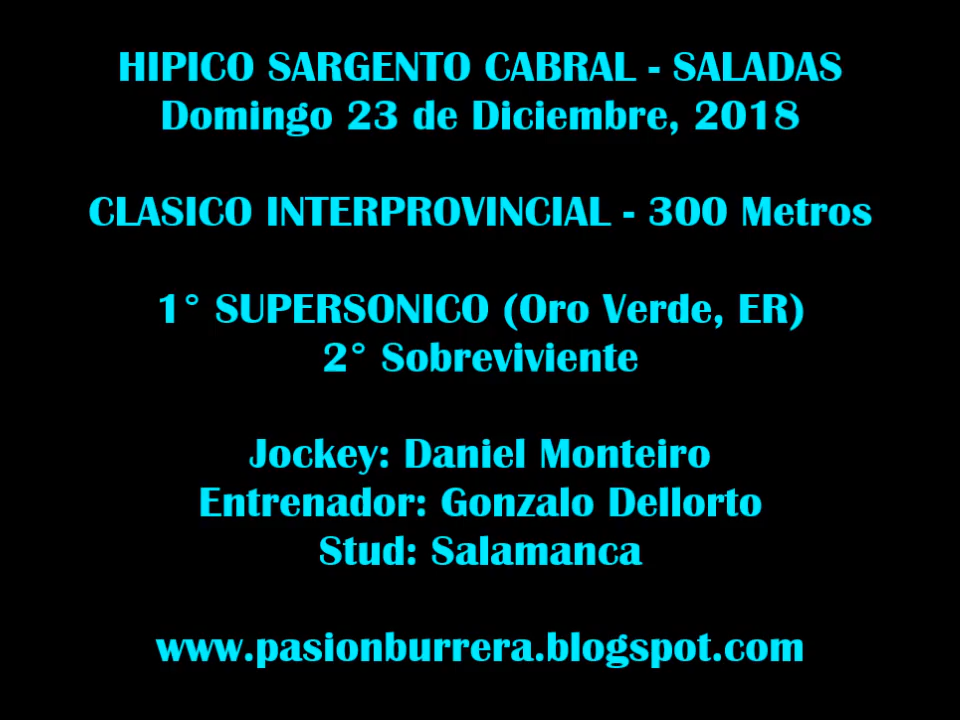 HIPICO SARGENTO CABRAL - SALADAS
Domingo 23 de Diciembre, 2018
CLASICO INTERPROVINCIAL - 300 Metros
1° SUPERSONICO (Oro Verde, ER)
2° Sobreviviente
Jockey: Daniel Monteiro
Entrenador: Gonzalo Dellorto
Stud: Salamanca
www.pasionburrera.blogspot.com